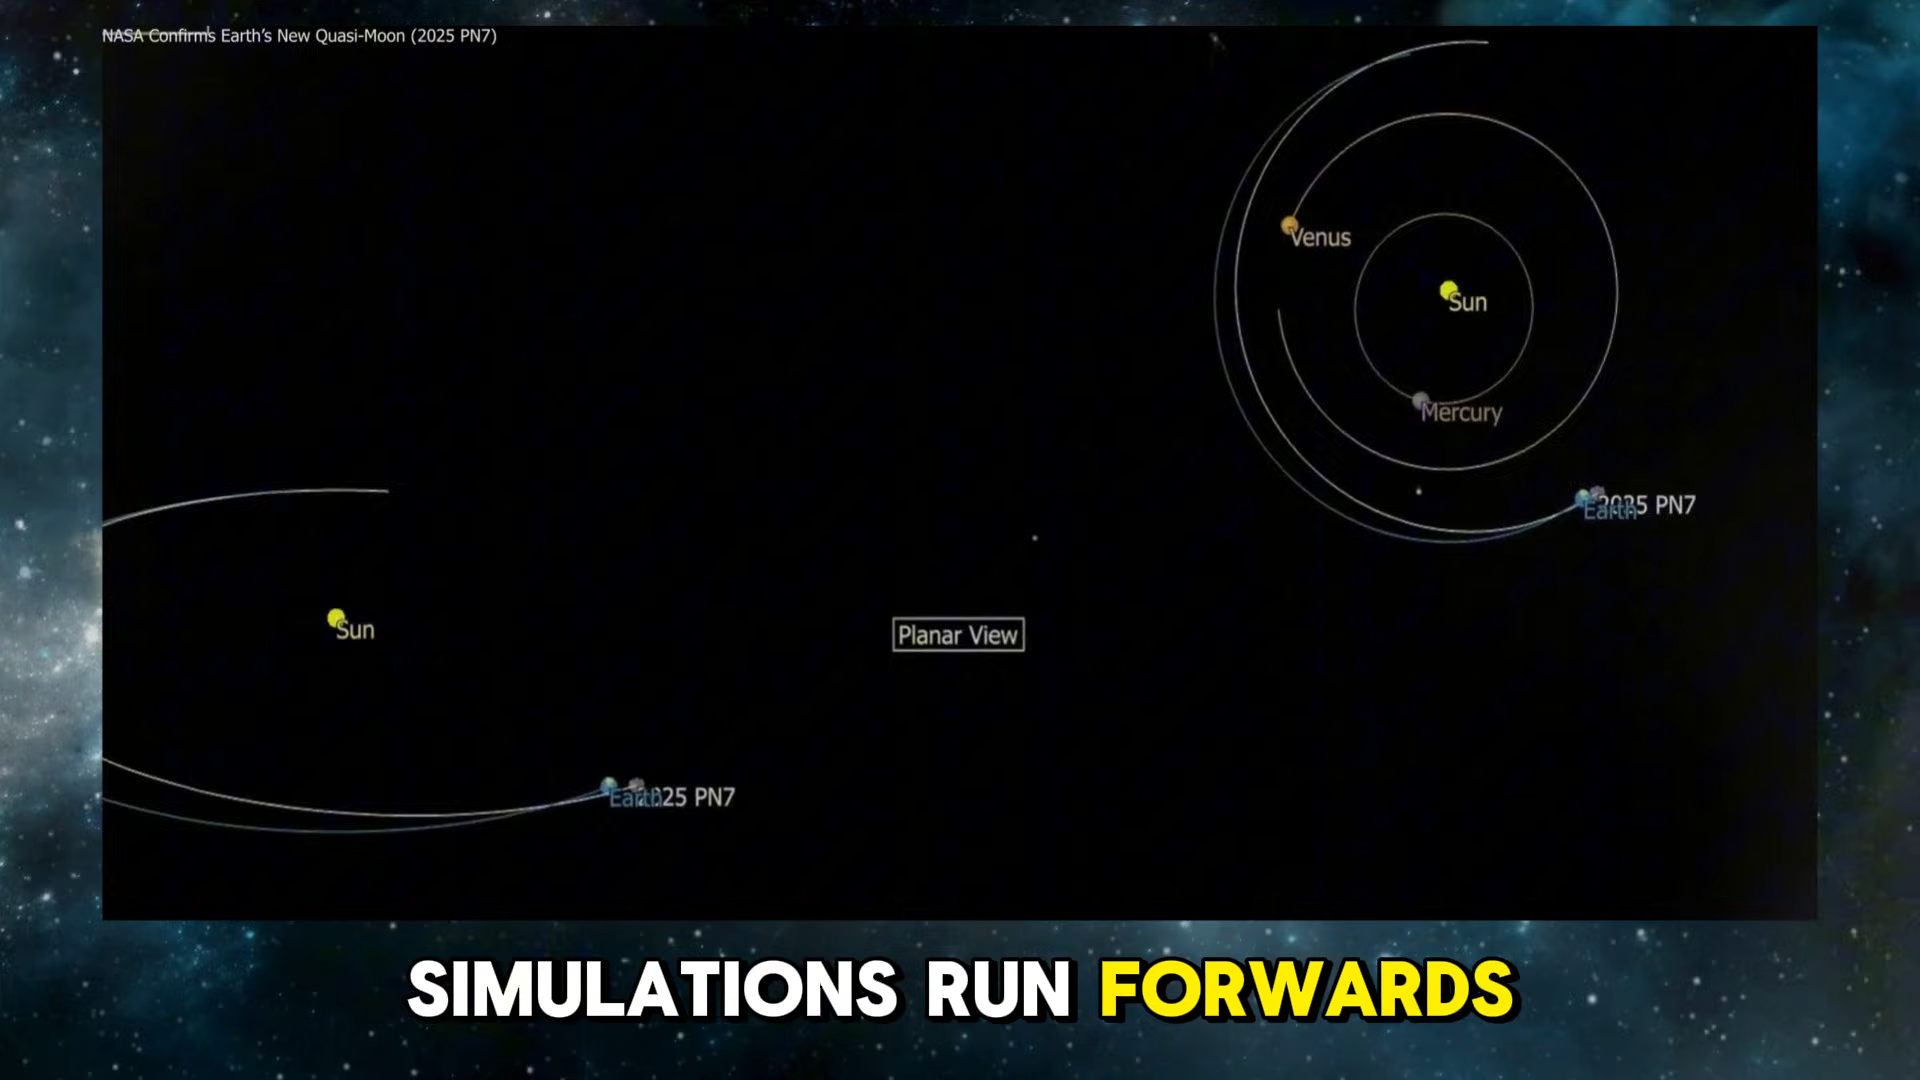 NASA Confirms Earth's New Quasi-Moon (2025 PN7)
Venus
Sun
Mercury
2025 PN7
Earth
Sun
Planar View
Earth
2025 PN7
SIMULATIONS RUN FORWARDS